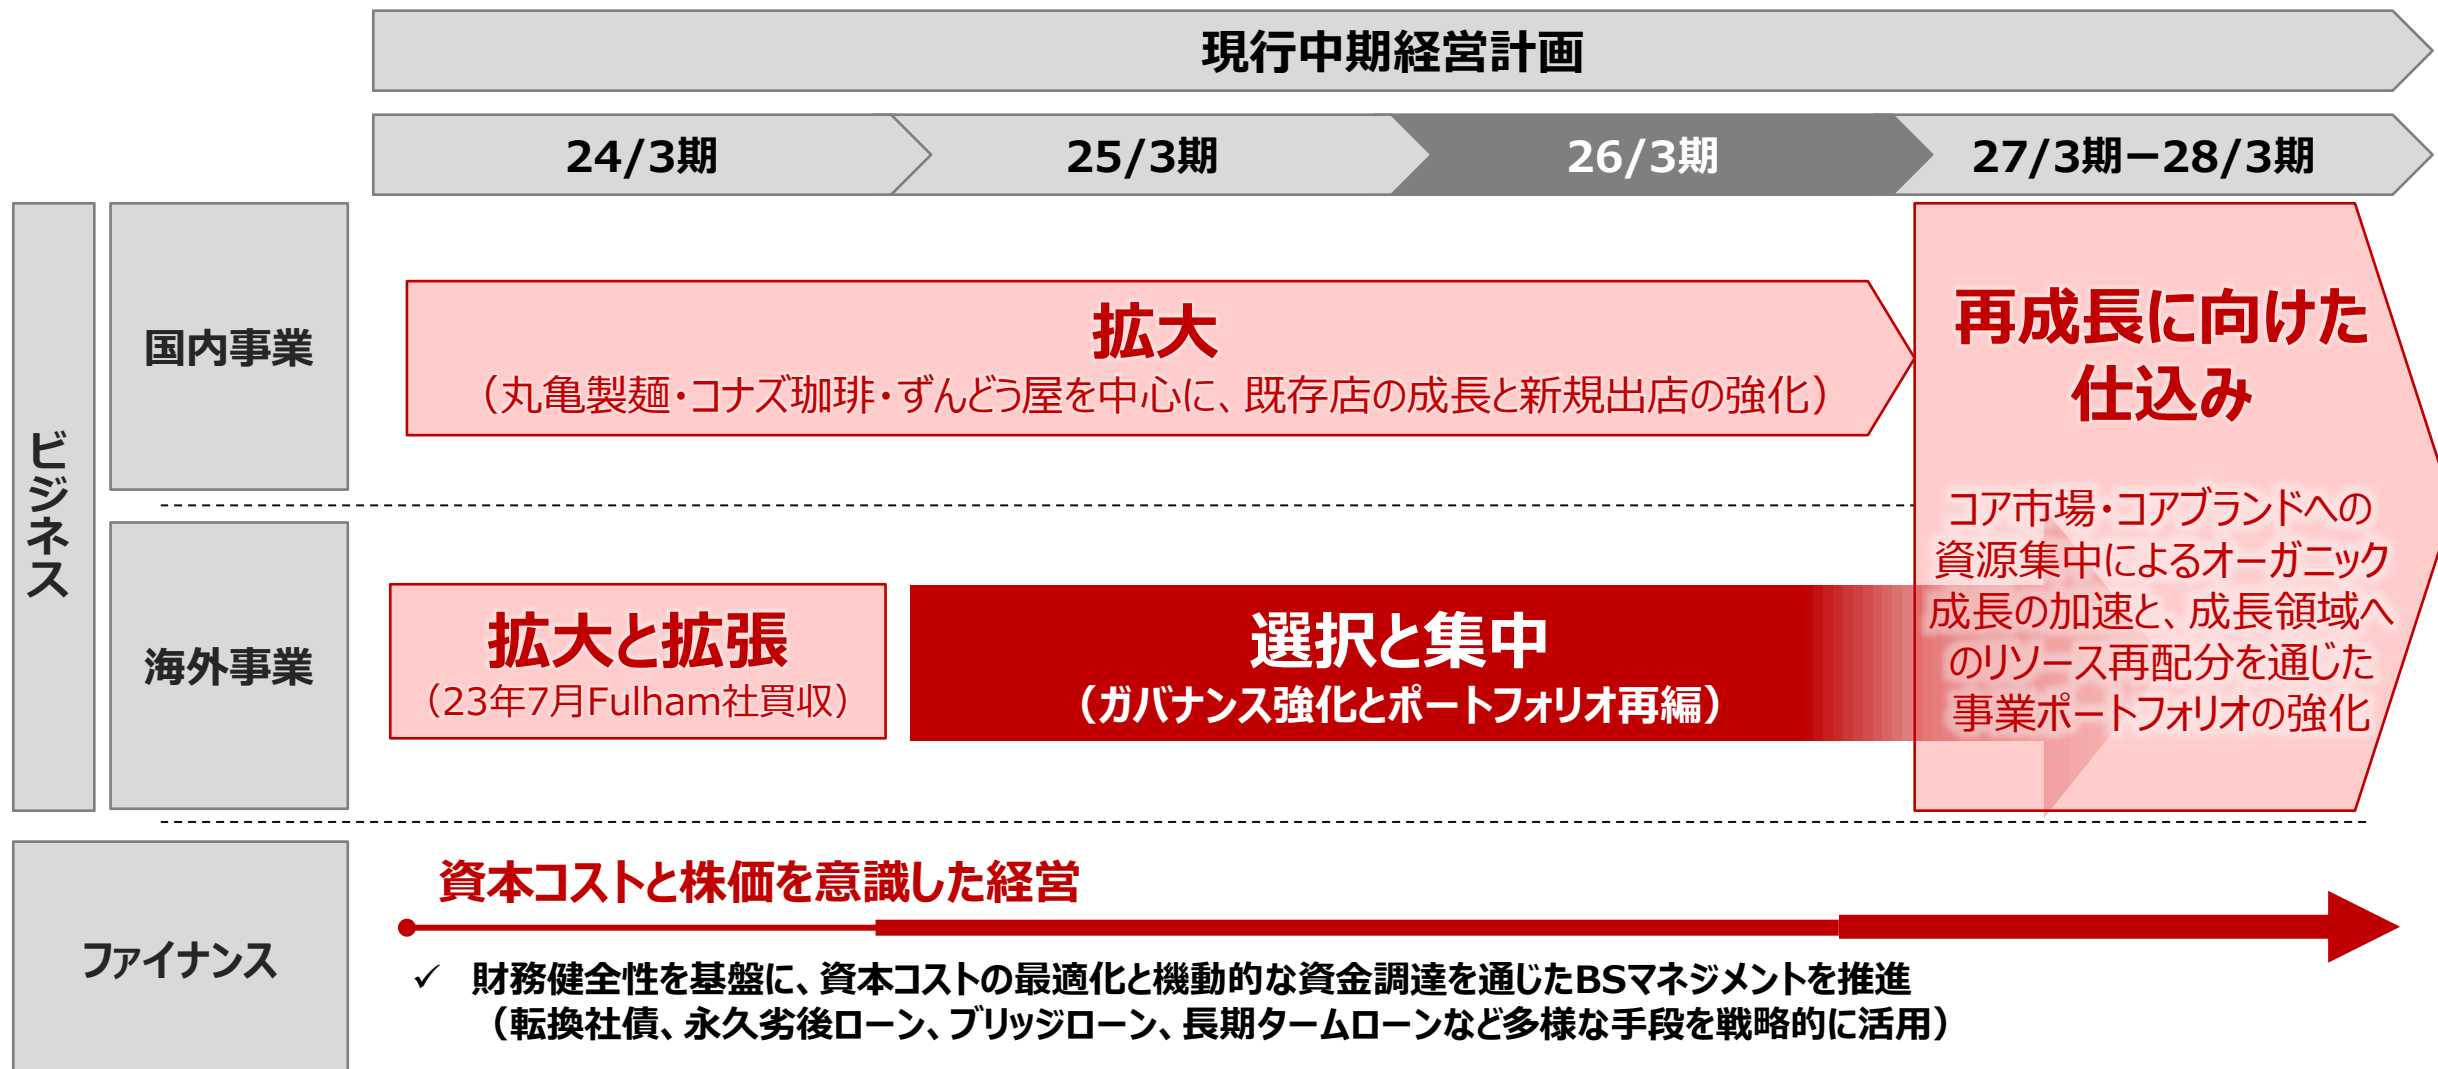 現行中期経営計画
24/3期
25/3期
26/3期
27/3期－28/3期
ビジネス
国内事業
拡大
（丸亀製麺・コナズ珈琲・ずんどう屋を中心に、既存店の成長と新規出店の強化）
再成長に向けた
仕込み
コア市場・コアブランドへの
資源集中によるオーガニック
成長の加速と、成長領域へ
のリソース再配分を通じた
事業ポートフォリオの強化
海外事業
拡大と拡張
（23年7月Fulham社買収）
選択と集中
（ガバナンス強化とポートフォリオ再編）
ファイナンス
資本コストと株価を意識した経営
✓ 財務健全性を基盤に、資本コストの最適化と機動的な資金調達を通じたBSマネジメントを推進
（転換社債、永久劣後ローン、ブリッジローン、長期タームローンなど多様な手段を戦略的に活用）